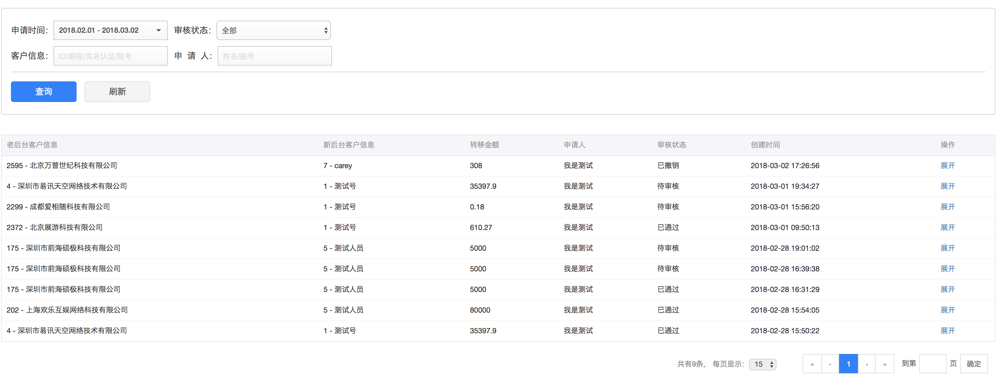 申请时间： 2018.02.01 - 2018.03.02 审核状态： 全部
客户信息： ID/昵称/实名认证/账号 申 请 人： 姓名/账号
查询 刷新
老后台客户信息 新后台客户信息 转移金额 申请人 审核状态 创建时间 操作
2595 - 北京万普世纪科技有限公司 7 - carey 308 我是测试 已撤销 2018-03-02 17:26:56 展开
4 - 深圳市易讯天空网络技术有限公司 1 - 测试号 35397.9 我是测试 待审核 2018-03-01 19:34:27 展开
2299 - 成都爱相随科技有限公司 1 - 测试号 0.18 我是测试 待审核 2018-03-01 15:56:20 展开
2372 - 北京展游科技有限公司 1 - 测试号 610.27 我是测试 已通过 2018-03-01 09:50:13 展开
175 - 深圳市前海硕极科技有限公司 5 - 测试人员 5000 我是测试 待审核 2018-02-28 19:01:02 展开
175 - 深圳市前海硕极科技有限公司 5 - 测试人员 5000 我是测试 待审核 2018-02-28 16:39:38 展开
175 - 深圳市前海硕极科技有限公司 5 - 测试人员 5000 我是测试 已通过 2018-02-28 16:31:29 展开
202 - 上海欢乐互娱网络科技有限公司 5 - 测试人员 80000 我是测试 已通过 2018-02-28 15:54:05 展开
4 - 深圳市易讯天空网络技术有限公司 1 - 测试号 35397.9 我是测试 已通过 2018-02-28 15:50:22 展开
共有9条， 每页显示： 15 « ‹ 1 › » 到第 页 确定